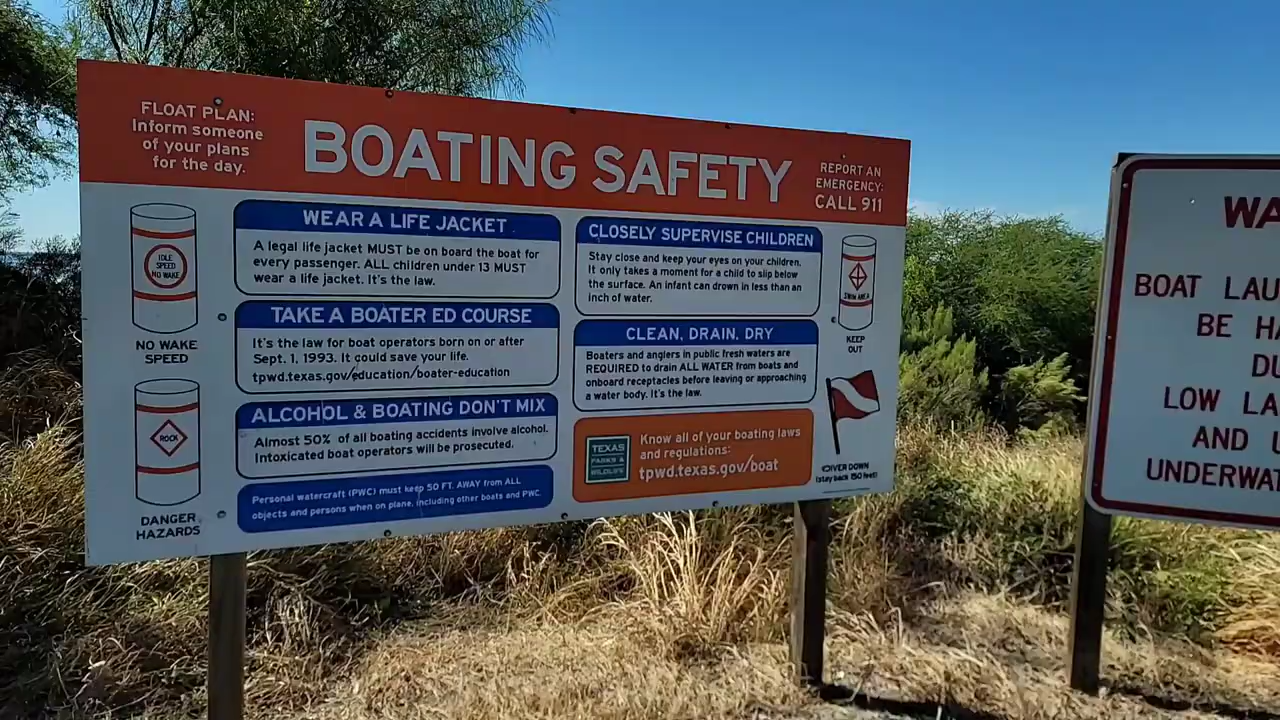 FLOAT PLAN:
Inform someone
of your plans
for the day.
BOATING SAFETY
REPORT AN
EMERGENCY:
CALL 911
IDLE
SPEED
NO WAKE
NO WAKE
SPEED
ROCK
DANGER
HAZARDS
WEAR A LIFE JACKET
A legal life jacket MUST be on board the boat for
every passenger. ALL children under 13 MUST
wear a life jacket. It's the law.
TAKE A BOATER ED COURSE
It's the law for boat operators born on or after
Sept. 1, 1993. It could save your life.
tpwd.texas.gov/education/boater-education
ALCOHOL & BOATING DON'T MIX
Almost 50% of all boating accidents involve alcohol.
Intoxicated boat operators will be prosecuted.
Personal watercraft (PWC) must keep 50 FT. AWAY from ALL
objects and persons when on plane, including other boats and PWC.
CLOSELY SUPERVISE CHILDREN
Stay close and keep your eyes on your children.
It only takes a moment for a child to slip below
the surface. An infant can drown in less than an
inch of water.
CLEAN, DRAIN, DRY
Boaters and anglers in public fresh waters are
REQUIRED to drain ALL WATER from boats and
onboard receptacles before leaving or approaching
a water body. It's the law.
TEXAS
PARKS &
WILDLIFE
Know all of your boating laws
and regulations:
tpwd.texas.gov/boat
SWIM AREA
KEEP
OUT
DIVER DOWN
(stay back 150 feet)
WA
BOAT LAU
BE HA
DU
LOW LA
AND U
UNDERWAT